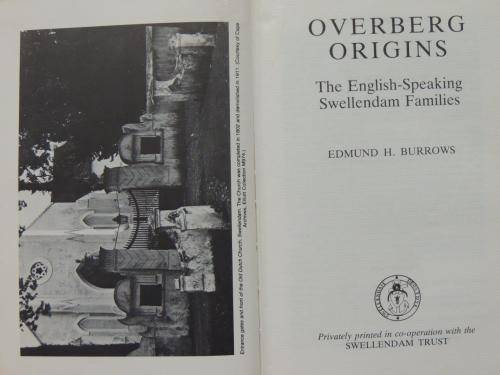 Entrance gates and front of the Old Dutch Church, Swellendam. The Church was completed in 1802 and demolished in 1911. (Courtesy of Cape
Archives, Elliott Collection
OVERBERG
ORIGINS
The English-Speaking
Swellendam Families
EDMUND H. BURROWS
Privately printed in co-operation with the
SWELLENDAM TRUST